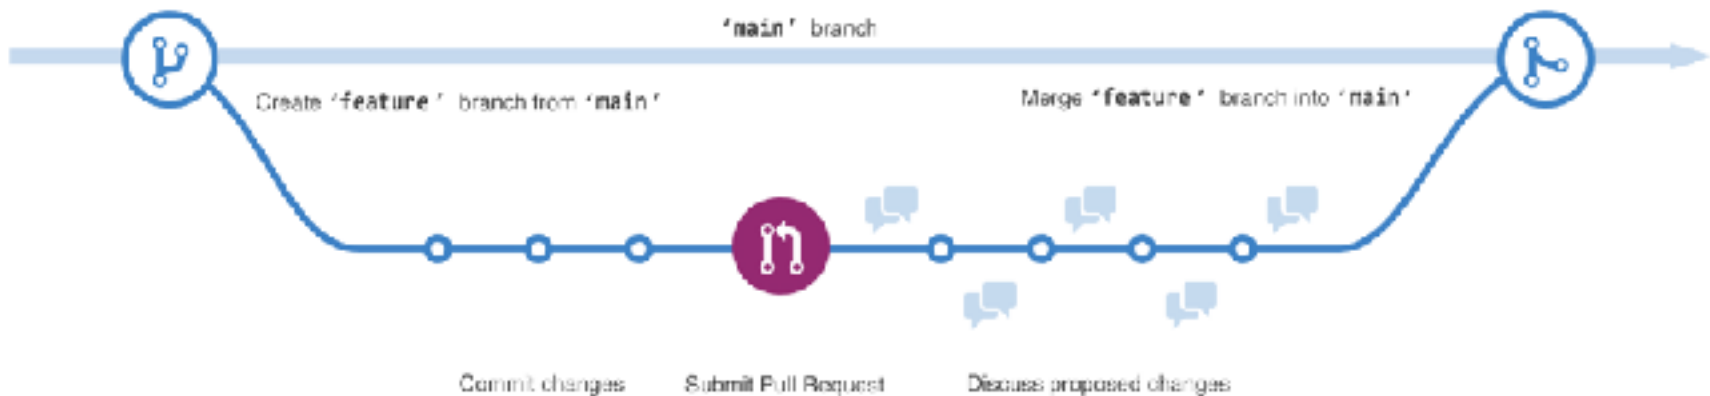 'main' branch
Create 'feature' branch from 'main'
Merge 'feature' branch into 'main'
Commit changes
Submit Pull Request
Discuss proposed changes